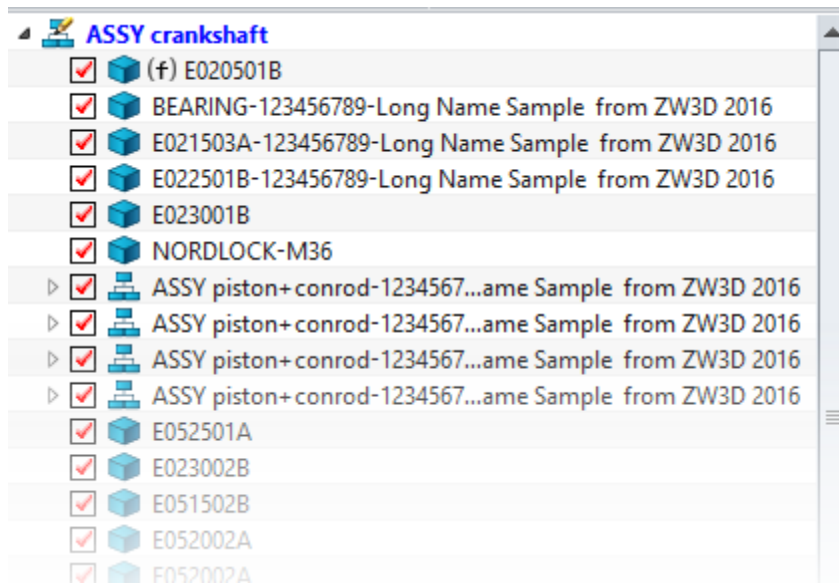 ASSY crankshaft
(f) E020501B
BEARING-123456789-Long Name Sample from ZW3D 2016
E021503A-123456789-Long Name Sample from ZW3D 2016
E022501B-123456789-Long Name Sample from ZW3D 2016
E023001B
NORDLOCK-M36
ASSY piston+conrod-1234567...ame Sample from ZW3D 2016
ASSY piston+conrod-1234567...ame Sample from ZW3D 2016
ASSY piston+conrod-1234567...ame Sample from ZW3D 2016
ASSY piston+conrod-1234567...ame Sample from ZW3D 2016
E052501A
E023002B
E051502B
E052002A
E052002A